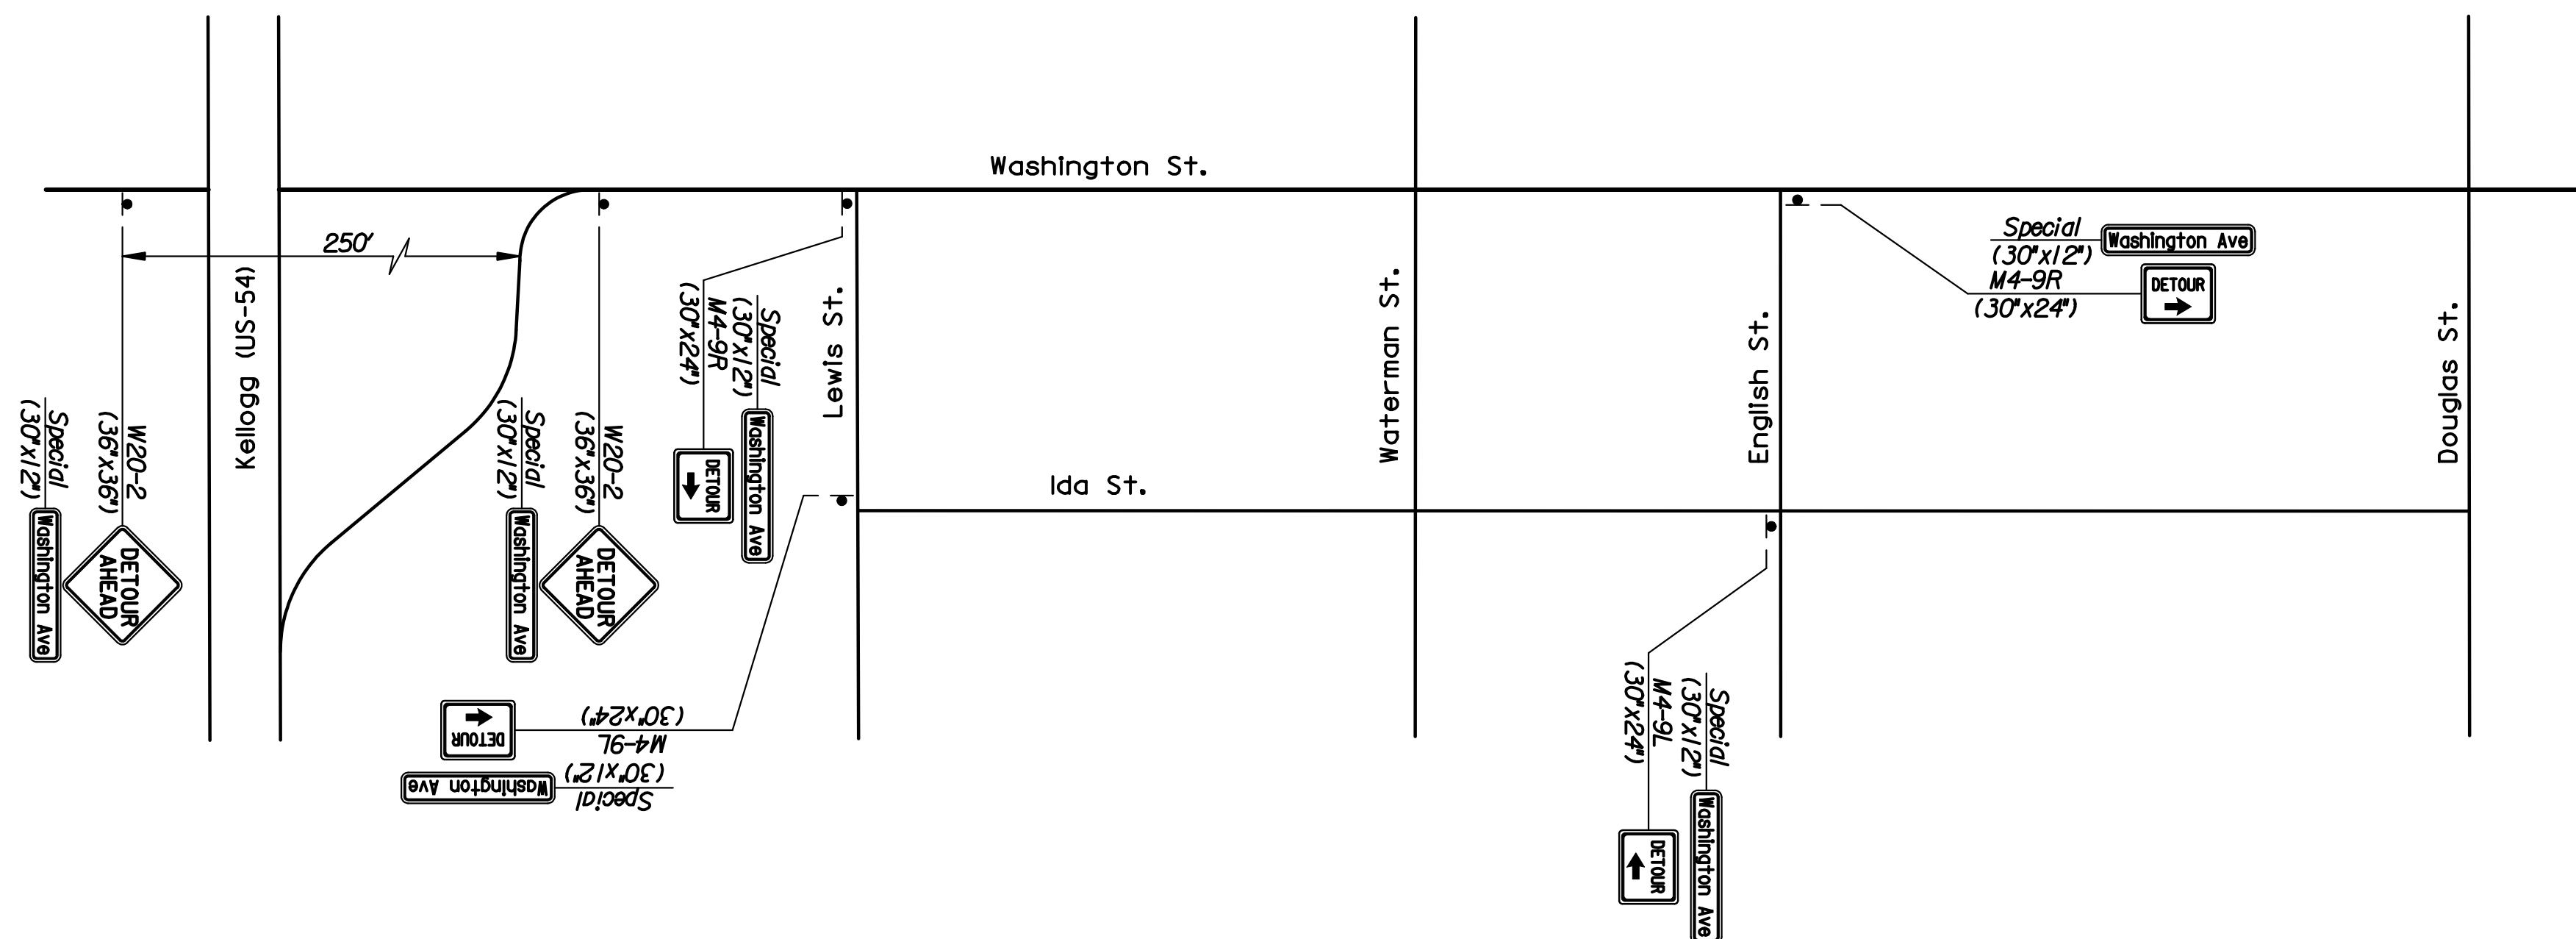 Washington St.
250'
Kellogg (US-54)
Special
(30"x12")
Washington Ave
W20-2
(36"x36")
DETOUR
AHEAD
Special
(30"x12")
Washington Ave
W20-2
(36"x36")
DETOUR
AHEAD
Special
(30"x12")
Washington Ave
M4-9R
(30"x24")
DETOUR
Lewis St.
Special
(30"x12")
Washington Ave
M4-9L
(30"x24")
DETOUR
Ida St.
Waterman St.
English St.
Special
(30"x12")
Washington Ave
M4-9L
(30"x24")
DETOUR
Special
(30"x12")
Washington Ave
M4-9R
(30"x24")
DETOUR
Douglas St.